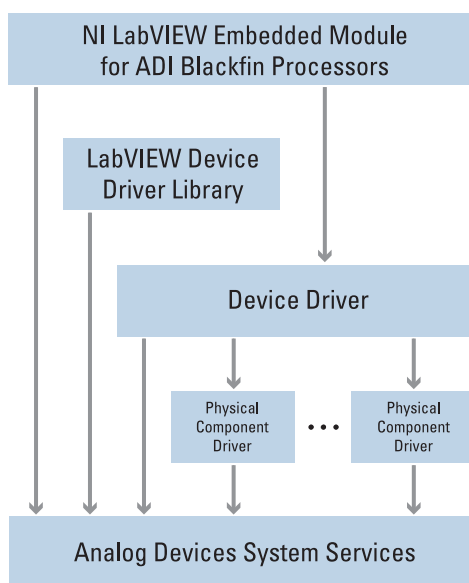 NI LabVIEW Embedded Module
for ADI Blackfin Processors
LabVIEW Device
Driver Library
Device Driver
Physical
Component
Driver
• • •
Physical
Component
Driver
Analog Devices System Services